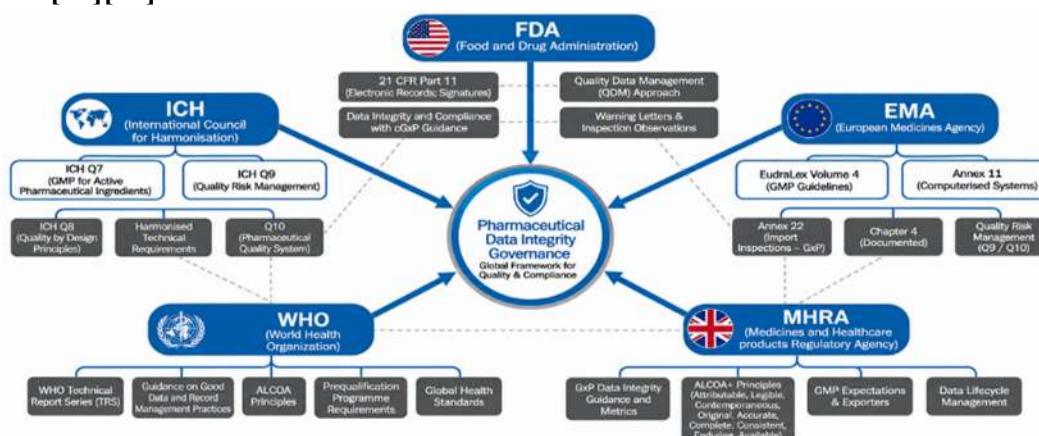 FDA
(Food and Drug Administration)
21 CFR Part 11
(Electronic Records; Signatures)
Quality Data Management
(QDM) Approach
Data Integrity and Compliance
with cGxP Guidance
Warning Letters &
Inspection Observations
ICH
(International Council
for Harmonisation)
EMA
(European Medicines Agency)
ICH Q7
(GMP for Active
Pharmaceutical Ingredients)
ICH Q9
(Quality Risk Management)
EudraLex Volume 4
(GMP Guidelines)
Annex 11
(Computerised Systems)
ICH Q8
(Quality by Design
Principles)
Harmonised
Technical
Requirements
Q10
(Pharmaceutical
Quality System)
Pharmaceutical
Data Integrity
Governance
Global Framework for
Quality & Compliance
Annex 22
(Import
Inspections – GxP)
Chapter 4
(Documented)
Quality Risk
Management
(Q9 / Q10)
WHO
(World Health
Organization)
MHRA
(Medicines and Healthcare
products Regulatory Agency)
WHO Technical
Report Series (TRS)
Guidance on Good
Data and Record
Management Practices
ALCOA
Principles
Prequalification
Programme
Requirements
Global Health
Standards
GxP Data Integrity
Guidance and
Metrics
ALCOA+ Principles
(Attributable, Legible,
Contemporaneous,
Original, Accurate,
Complete, Consistent,
Enduring, Available)
GMP Expectations
& Exporters
Data Lifecycle
Management